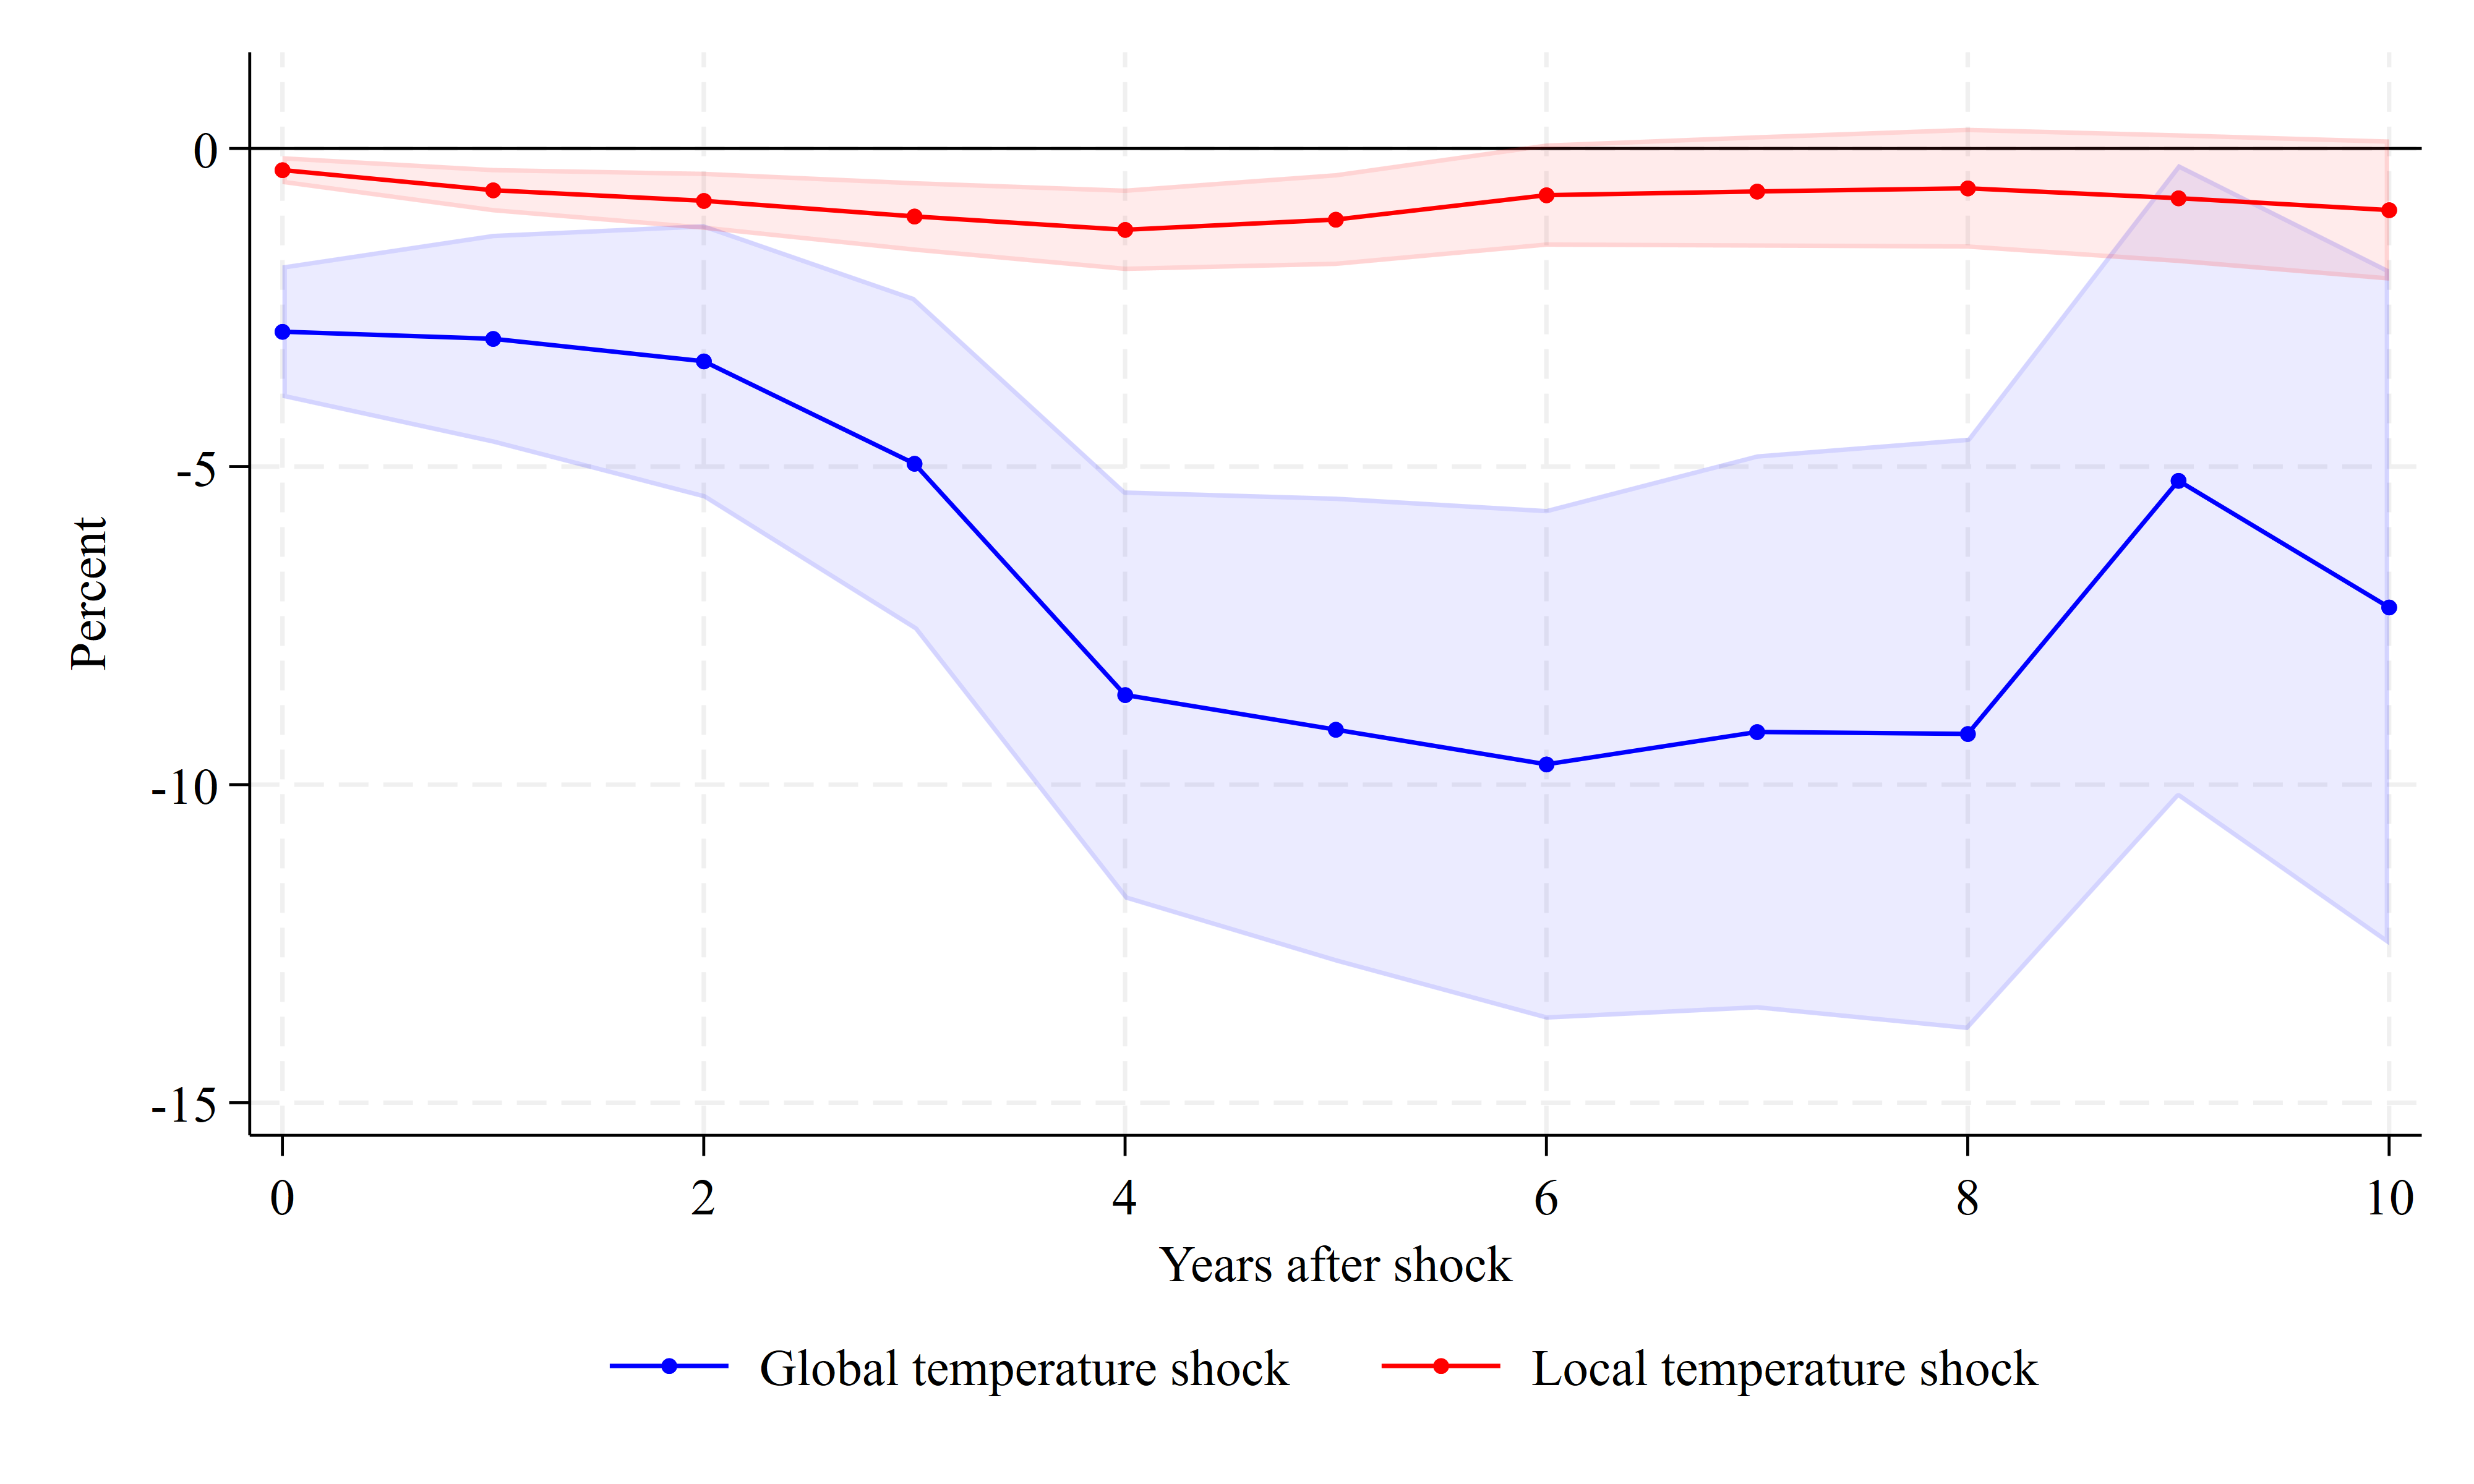 0
-5
-10
-15
Percent
0 2 4 6 8 10
Years after shock
Global temperature shock Local temperature shock